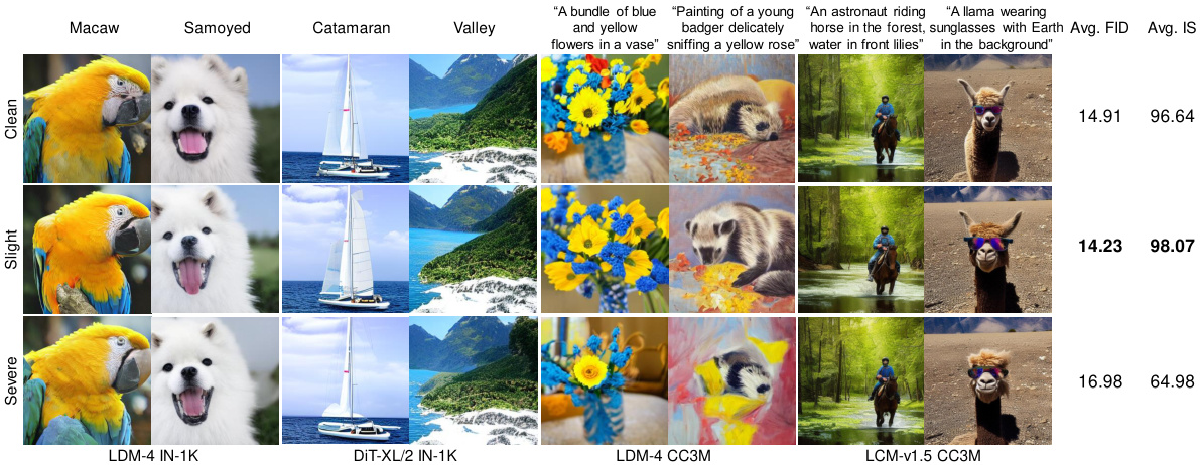 Macaw Samoyed Catamaran Valley
“A bundle of blue and yellow flowers in a vase”
“Painting of a young badger delicately sniffing a yellow rose”
“An astronaut riding horse in the forest, water in front lilies”
“A llama wearing sunglasses with Earth in the background”
Avg. FID Avg. IS
Clean 14.91 96.64
Slight 14.23 98.07
Severe 16.98 64.98
LDM-4 IN-1K DiT-XL/2 IN-1K LDM-4 CC3M LCM-v1.5 CC3M